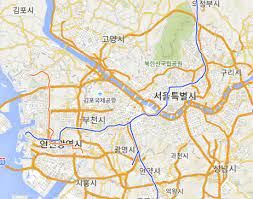 의정부시
김포시
고양시
북한산국립공원
구리시
김포국제공항
서울특별시
부천시
인천광역시
광명시
과천시
성남시
안양시
시흥시
의왕시